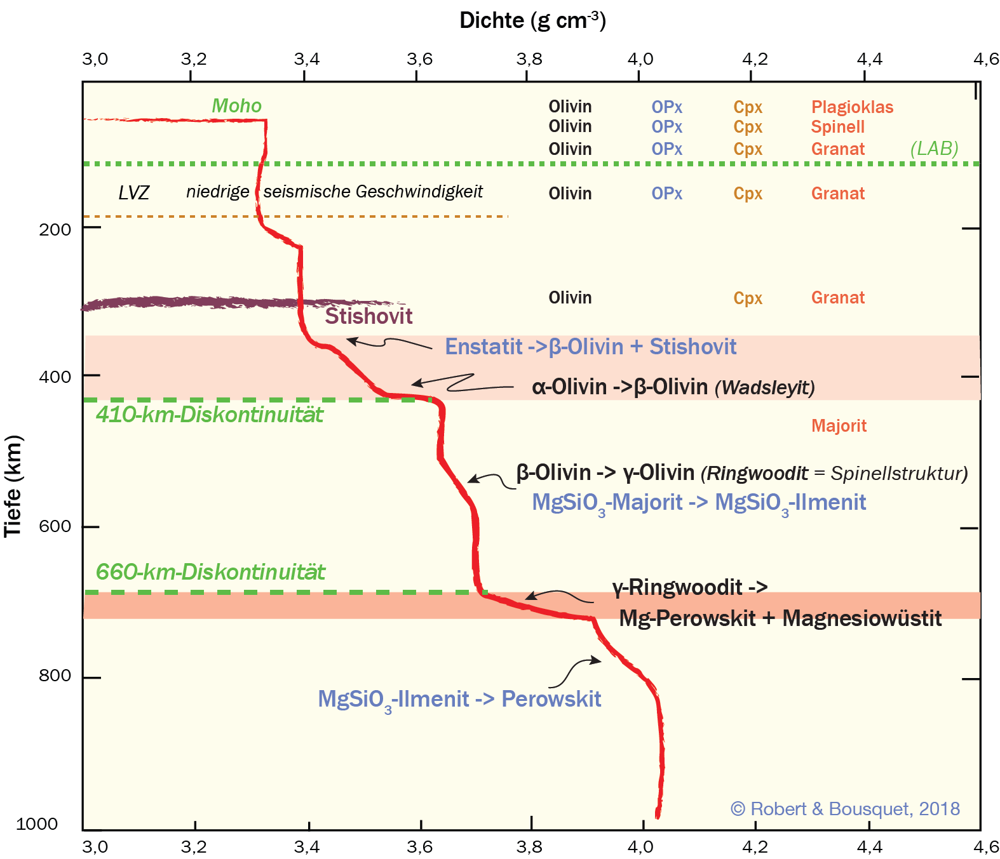 Dichte (g cm-3)
3,0 3,2 3,4 3,6 3,8 4,0 4,2 4,4 4,6
Moho Olivin OPx Cpx Plagioklas
Olivin OPx Cpx Spinell
Olivin OPx Cpx Granat (LAB)
LVZ niedrige seismische Geschwindigkeit Olivin OPx Cpx Granat
200
Olivin Cpx Granat
Stishovit
Enstatit ->β-Olivin + Stishovit
400
α-Olivin ->β-Olivin (Wadsleyit)
410-km-Diskontinuität
Majorit
Tiefe (km)
β-Olivin -> γ-Olivin (Ringwoodit = Spinellstruktur)
MgSiO3-Majorit -> MgSiO3-Ilmenit
600
660-km-Diskontinuität
γ-Ringwoodit ->
Mg-Perowskit + Magnesiowüstit
800
MgSiO3-Ilmenit -> Perowskit
© Robert & Bousquet, 2018
1000
3,0 3,2 3,4 3,6 3,8 4,0 4,2 4,4 4,6